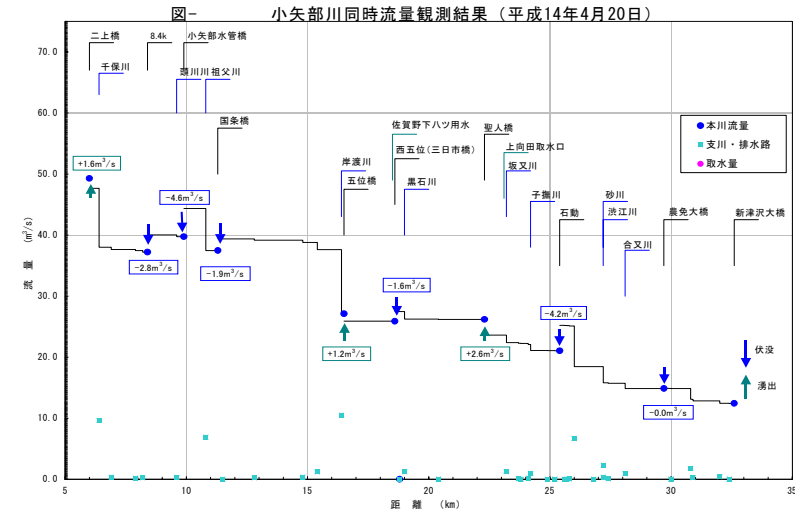 図- 小矢部川同時流量観測結果（平成14年4月20日）
流 量 (m³/s)
70.0
60.0
50.0
40.0
30.0
20.0
10.0
0.0
5
10
15
20
25
30
35
距 離 (km)
二上橋
8.4k
小矢部水管橋
千保川
頭川川
祖父川
国条橋
佐賀野下八ツ用水
西五位(三日市橋)
岸渡川
五位橋
黒石川
聖人橋
上向田取水口
坂又川
子撫川
石動
砂川
渋江川
合又川
農免大橋
新津沢大橋
本川流量
支川・排水路
取水量
+1.6m³/s
-2.8m³/s
-4.6m³/s
-1.9m³/s
+1.2m³/s
-1.6m³/s
+2.6m³/s
-4.2m³/s
-0.0m³/s
伏没
湧出